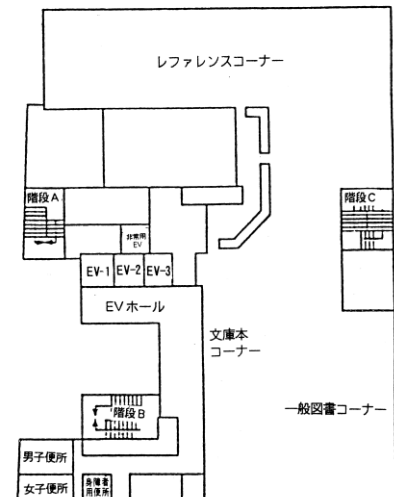 レファレンスコーナー
階段A
階段C
非常用
EV
EV-1
EV-2
EV-3
EVホール
文庫本
コーナー
階段B
一般図書コーナー
男子便所
女子便所
身障者
用便所